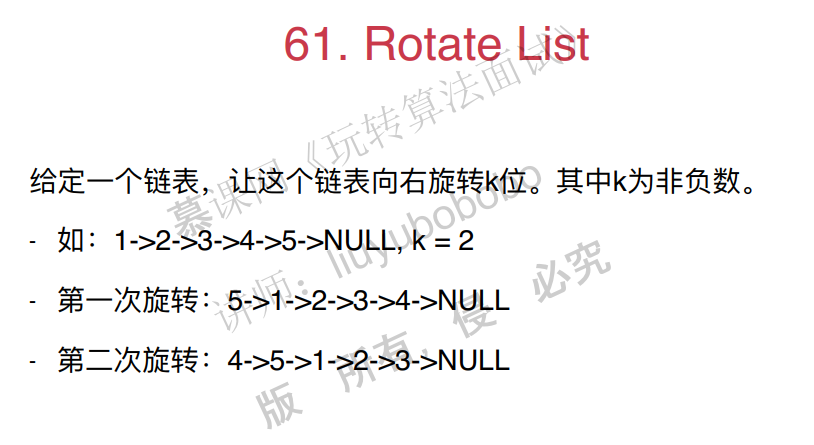 61. Rotate List
给定一个链表，让这个链表向右旋转k位。其中k为非负数。
- 如：1->2->3->4->5->NULL, k = 2
- 第一次旋转：5->1->2->3->4->NULL
- 第二次旋转：4->5->1->2->3->NULL
慕课网《玩转算法面试》
讲师：liuyubobobo
版 所有，侵 必究